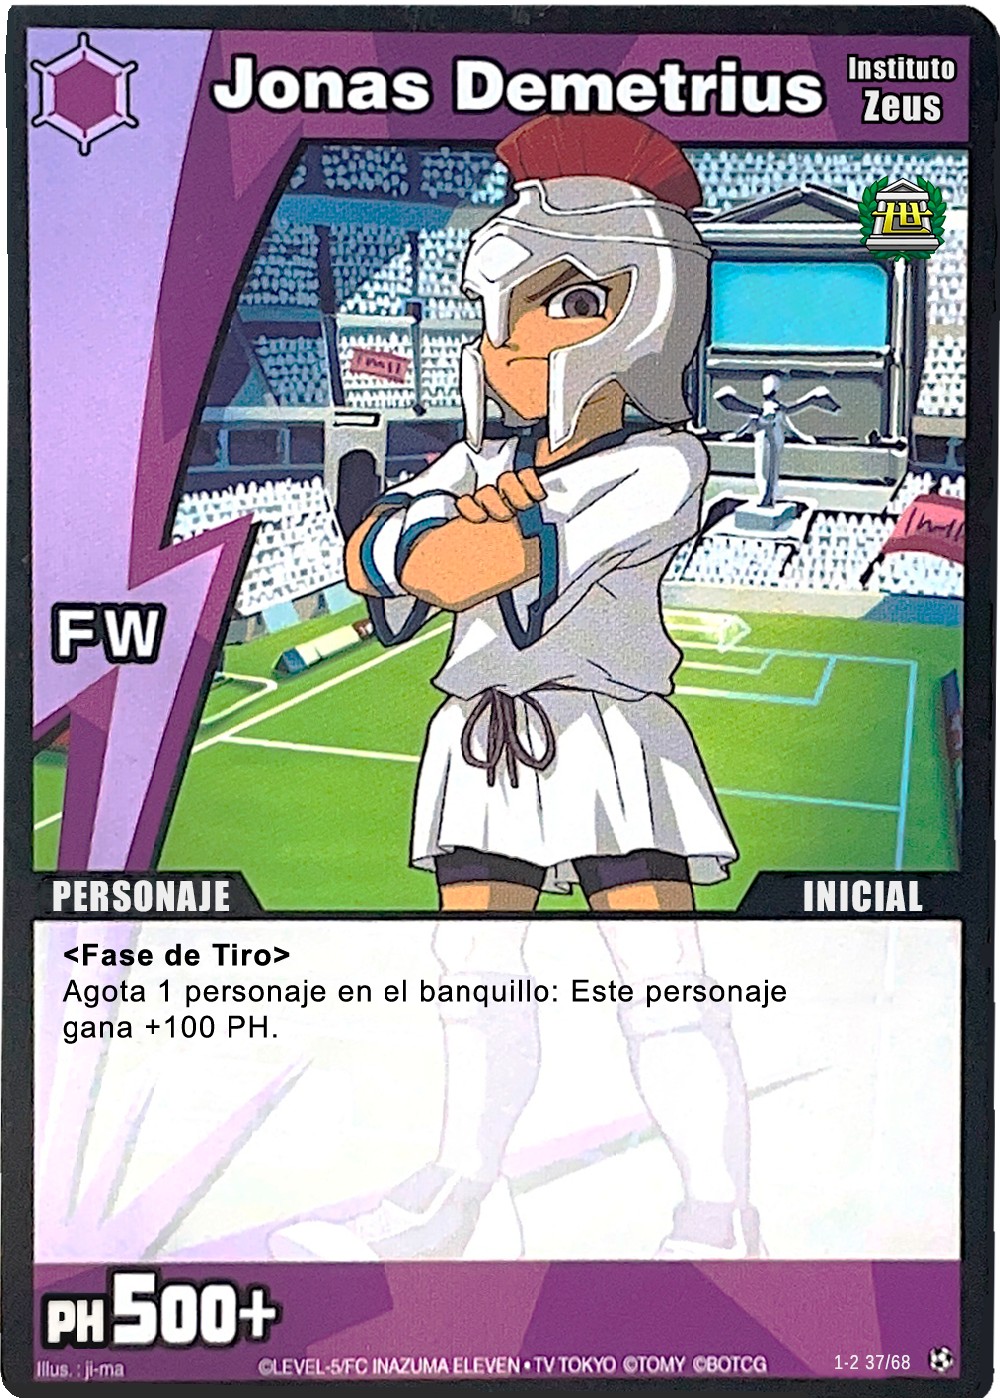 Jonas Demetrius
Instituto
Zeus
FW
PERSONAJE
INICIAL
<Fase de Tiro>
Agota 1 personaje en el banquillo: Este personaje
gana +100 PH.
PH 500+
Illus. : ji-ma
©LEVEL-5/FC INAZUMA ELEVEN • TV TOKYO ©TOMY ©BOTCG
1-2 37/68